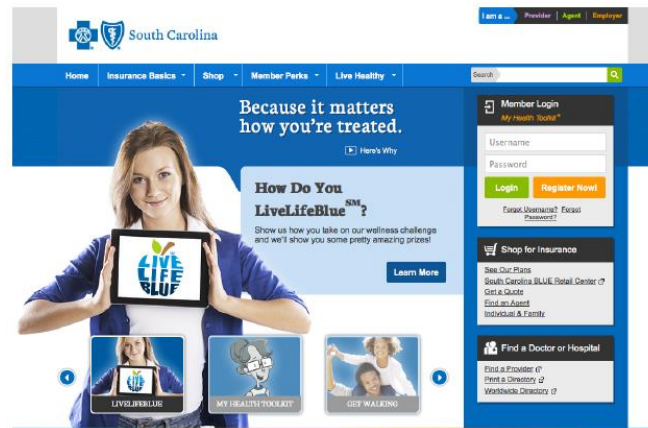 I am a ... Provider | Agent | Employer
South Carolina
Home Insurance Basics Shop Member Perks Live Healthy
Search
Because it matters
how you're treated.
Here's Why
How Do You
LiveLifeBlue℠?
Show us how you take on our wellness challenge
and we'll show you some pretty amazing prizes!
Learn More
LIVE
LIFE
BLUE
LIVELIFEBLUE
MY HEALTH TOOLKIT
GET WALKING
Member Login
My Health Toolkit®
Username
Password
Login Register Now!
Forgot Username? Forgot
Password?
Shop for Insurance
See Our Plans
South Carolina BLUE Retail Center
Get a Quote
Find an Agent
Individual & Family
Find a Doctor or Hospital
Find a Provider
Print a Directory
Worldwide Directory